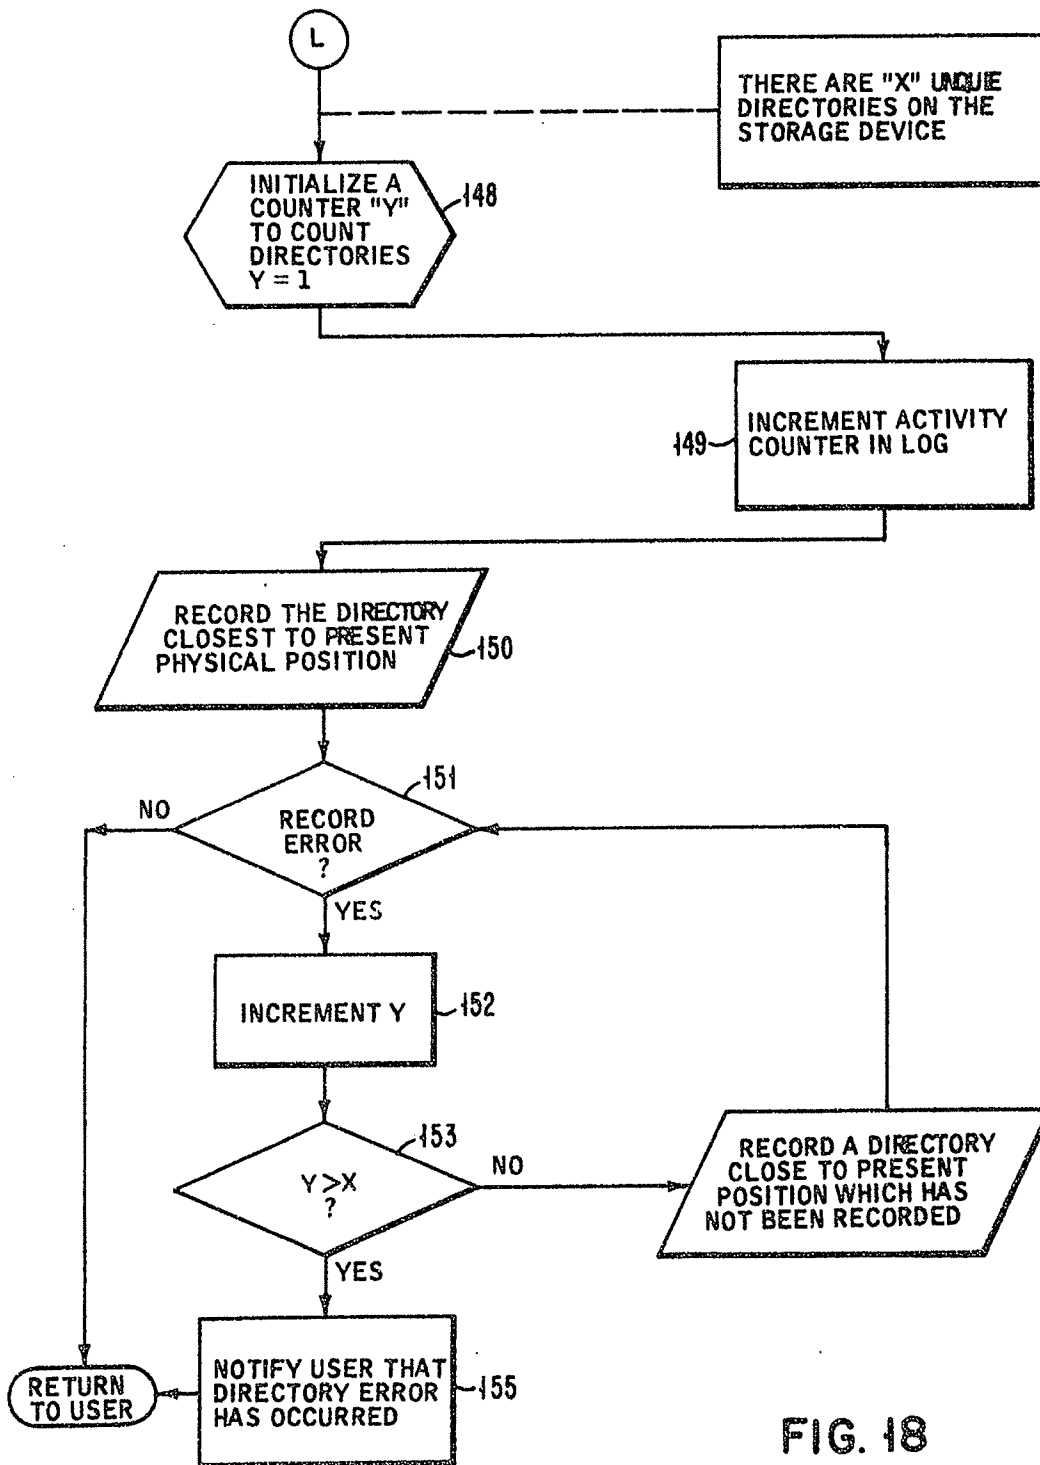 L
THERE ARE "X" UNQUIE
DIRECTORIES ON THE
STORAGE DEVICE
INITIALIZE A
COUNTER "Y"
TO COUNT
DIRECTORIES
Y = 1
148
INCREMENT ACTIVITY
COUNTER IN LOG
149
RECORD THE DIRECTORY
CLOSEST TO PRESENT
PHYSICAL POSITION
150
151
NO
RECORD
ERROR
?
YES
INCREMENT Y
152
153
Y>X
?
NO
RECORD A DIRECTORY
CLOSE TO PRESENT
POSITION WHICH HAS
NOT BEEN RECORDED
YES
NOTIFY USER THAT
DIRECTORY ERROR
HAS OCCURRED
155
RETURN
TO USER
FIG. 18